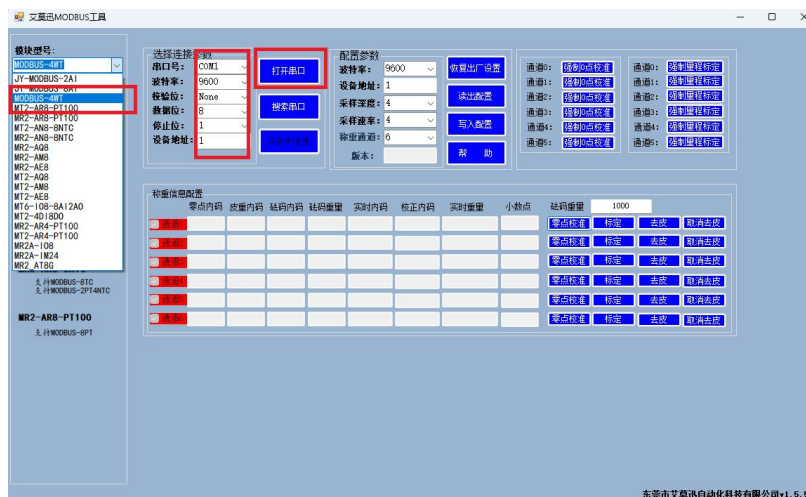 艾莫迅MODBUS工具
模块型号:
MODBUS-4WT
JY-MODBUS-2AI
JY-MODBUS-8AI
MODBUS-4WT
MT2-AR8-PT100
MR2-AR8-PT100
MT2-AN8-8NTC
MR2-AN8-8NTC
MR2-AQ8
MR2-AM8
MR2-AE8
MT2-AQ8
MT2-AM8
MT2-AE8
MT6-IO8-8AI2AO
MT2-4DI8DO
MR2-AR4-PT100
MT2-AR4-PT100
MR2A-IO8
MR2A-IM24
MR2_AT8G
支持MODBUS-8TC
支持MODBUS-2PT4NTC
MR2-AR8-PT100
支持MODBUS-8PT
选择连接参数
串口号: COM1
波特率: 9600
校验位: None
数据位: 8
停止位: 1
设备地址: 1
打开串口
搜索串口
配置参数
波特率: 9600
设备地址: 1
采样深度: 4
采样速率: 4
称重通道: 6
版本:
恢复出厂设置
读出配置
写入配置
帮 助
通道0: 强制0点校准 通道0: 强制里程标定
通道1: 强制0点校准 通道1: 强制里程标定
通道2: 强制0点校准 通道2: 强制里程标定
通道3: 强制0点校准 通道3: 强制里程标定
通道4: 强制0点校准 通道4: 强制里程标定
通道5: 强制0点校准 通道5: 强制里程标定
称重信息配置
零点内码 皮重内码 砝码内码 砝码重量 实时内码 校正内码 实时重量 小数点 砝码重量 1000
零点校准 标定 去皮 取消去皮
零点校准 标定 去皮 取消去皮
零点校准 标定 去皮 取消去皮
零点校准 标定 去皮 取消去皮
零点校准 标定 去皮 取消去皮
零点校准 标定 去皮 取消去皮
东莞市艾莫迅自动化科技有限公司v1.5.5